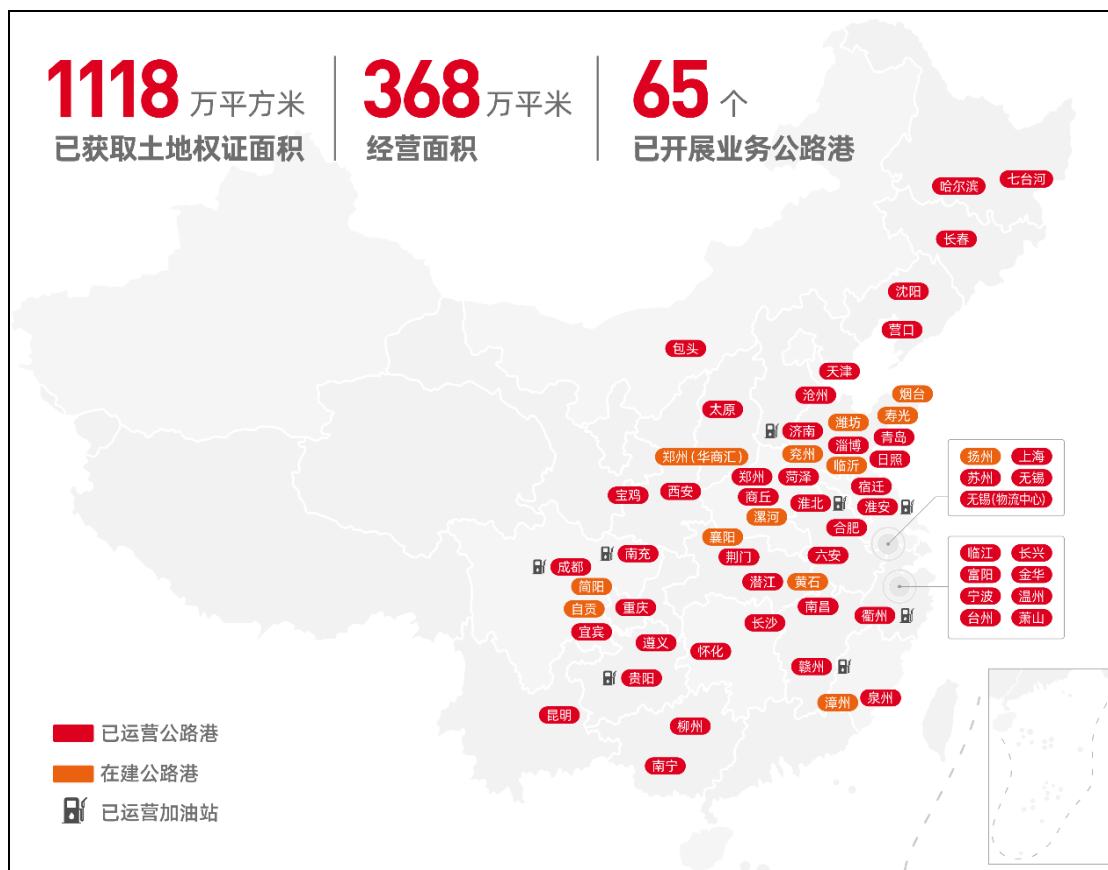 1118 万平方米
已获取土地权证面积
368 万平米
经营面积
65 个
已开展业务公路港
七台河
哈尔滨
长春
沈阳
营口
包头
天津
沧州
烟台
太原
寿光
潍坊
济南
青岛
淄博
兖州
郑州(华商汇)
日照
临沂
郑州
菏泽
宿迁
西安
宝鸡
商丘
淮北
淮安
漯河
合肥
襄阳
南充
荆门
六安
成都
潜江
黄石
简阳
自贡
重庆
南昌
衢州
长沙
宜宾
遵义
怀化
赣州
贵阳
漳州
泉州
昆明
柳州
南宁
扬州 上海
苏州 无锡
无锡(物流中心)
临江 长兴
富阳 金华
宁波 温州
台州 萧山
已运营公路港
在建公路港
已运营加油站